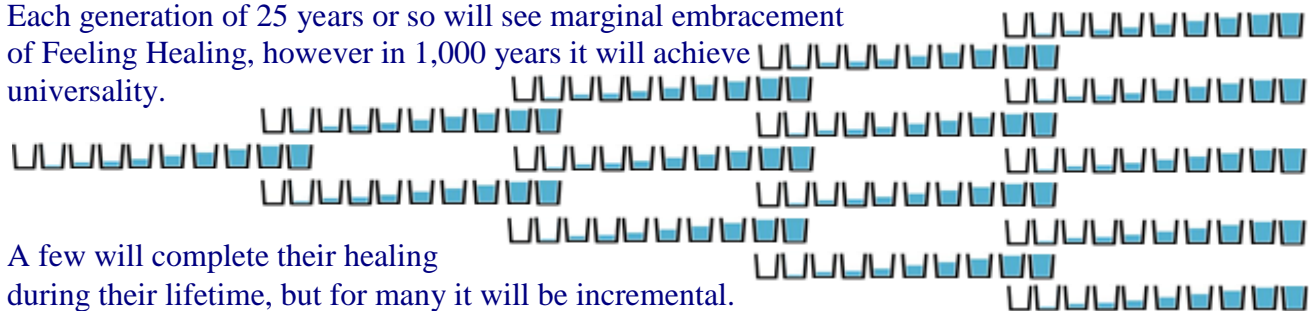 Each generation of 25 years or so will see marginal embracement
of Feeling Healing, however in 1,000 years it will achieve
universality.
A few will complete their healing
during their lifetime, but for many it will be incremental.